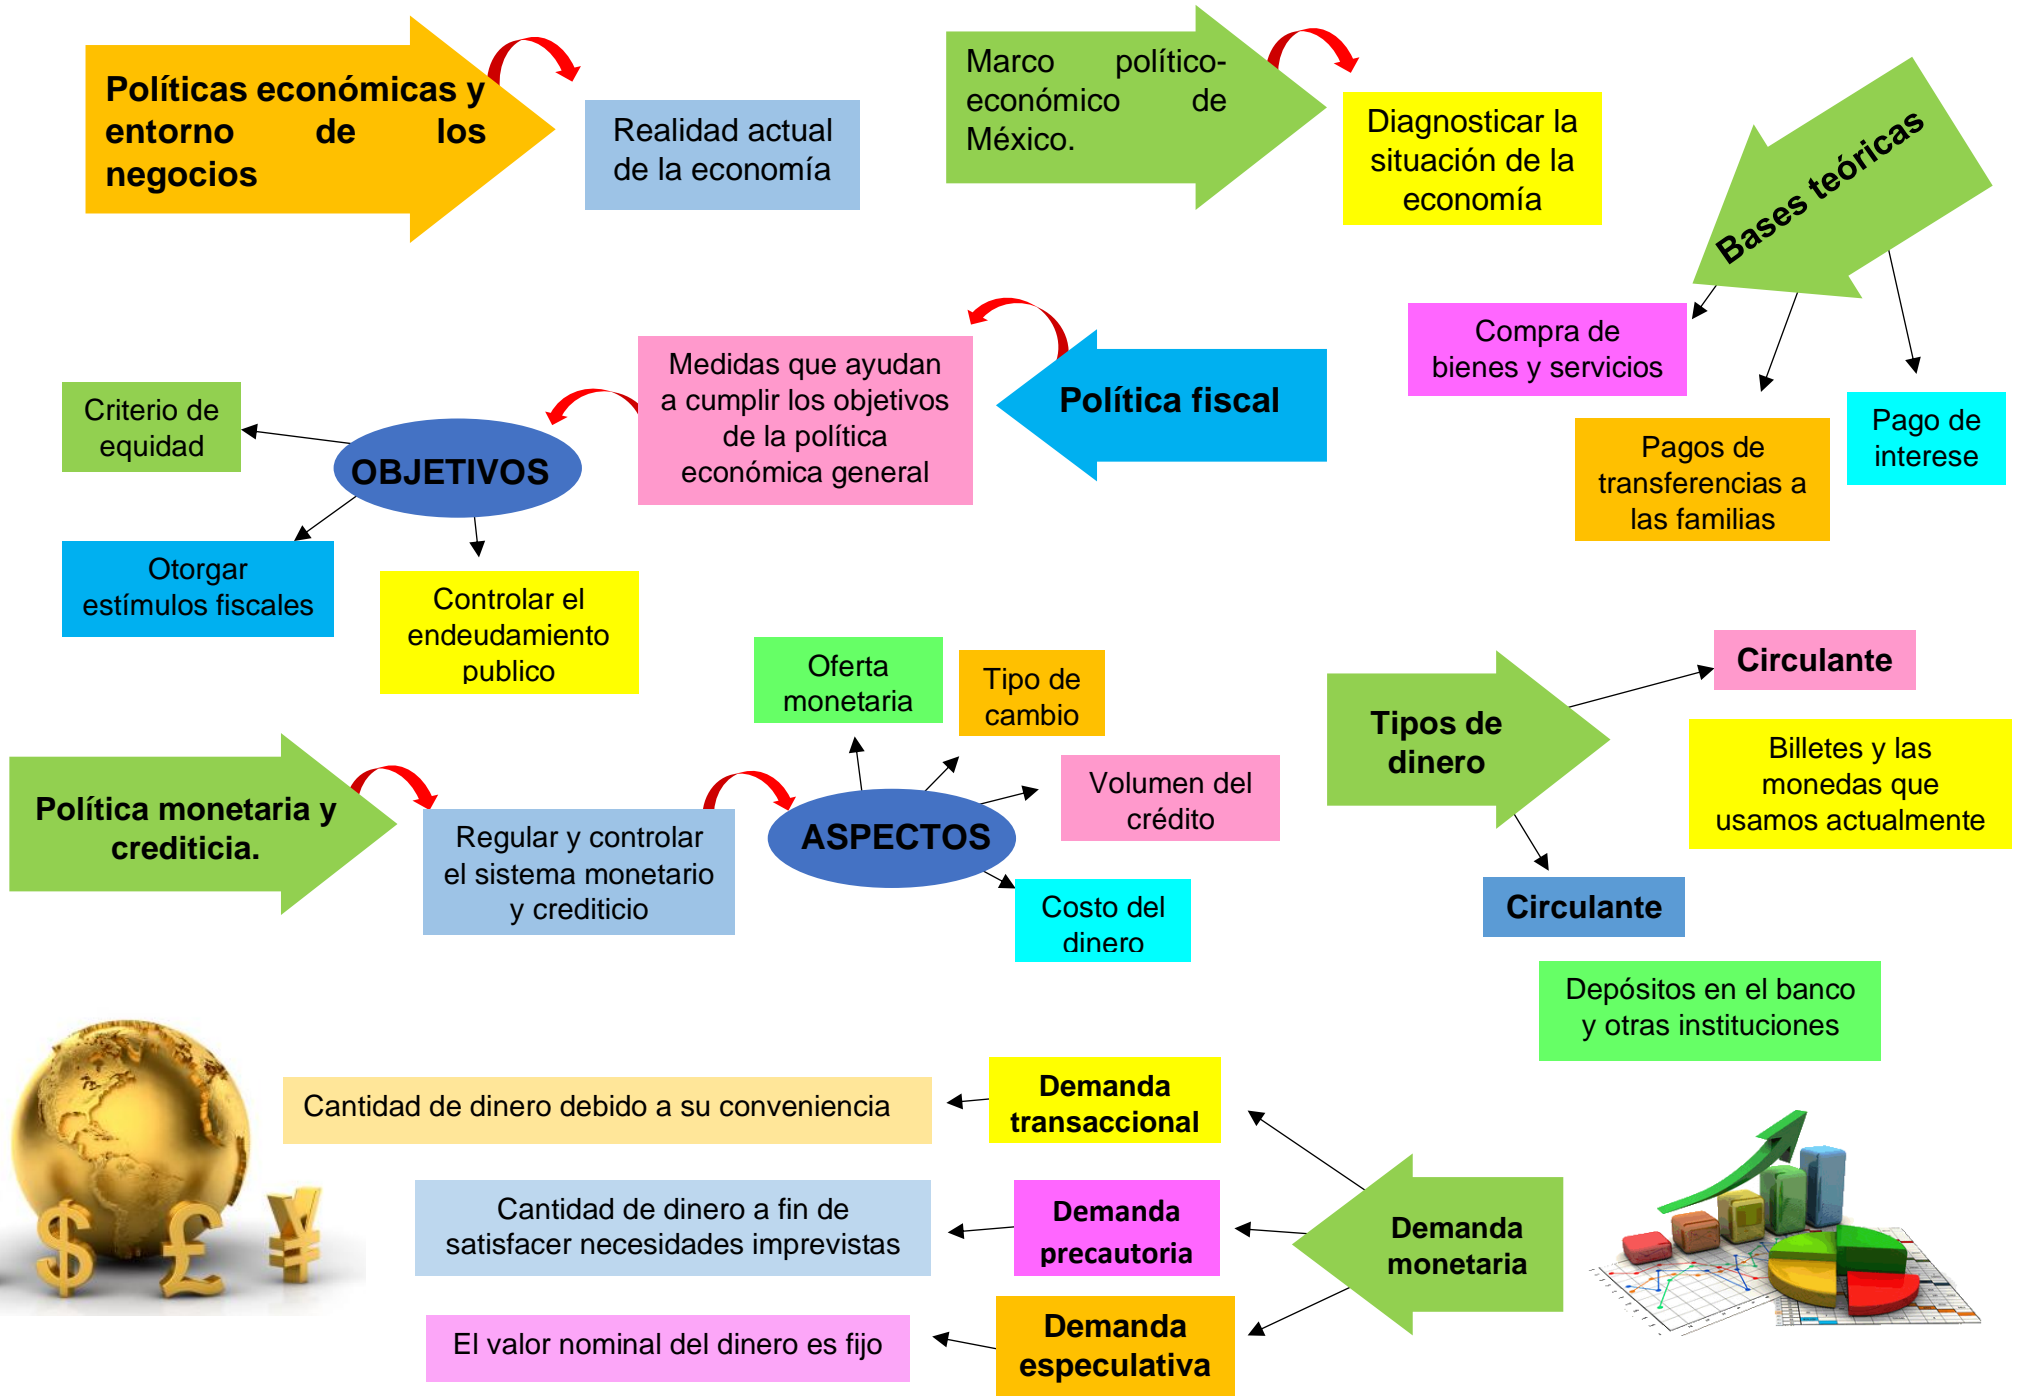 Políticas económicas y
entorno de los
negocios
Realidad actual
de la economía
Marco político-
económico de
México.
Diagnosticar la
situación de la
economía
Bases teóricas
Compra de
bienes y servicios
Pagos de
transferencias a
las familias
Pago de
interese
Política fiscal
Medidas que ayudan
a cumplir los objetivos
de la política
económica general
OBJETIVOS
Criterio de
equidad
Otorgar
estímulos fiscales
Controlar el
endeudamiento
publico
Política monetaria y
crediticia.
Regular y controlar
el sistema monetario
y crediticio
ASPECTOS
Oferta
monetaria
Tipo de
cambio
Volumen del
crédito
Costo del
dinero
Tipos de
dinero
Circulante
Billetes y las
monedas que
usamos actualmente
Circulante
Depósitos en el banco
y otras instituciones
Demanda
monetaria
Demanda
transaccional
Cantidad de dinero debido a su conveniencia
Demanda
precautoria
Cantidad de dinero a fin de
satisfacer necesidades imprevistas
Demanda
especulativa
El valor nominal del dinero es fijo
$ £ ¥